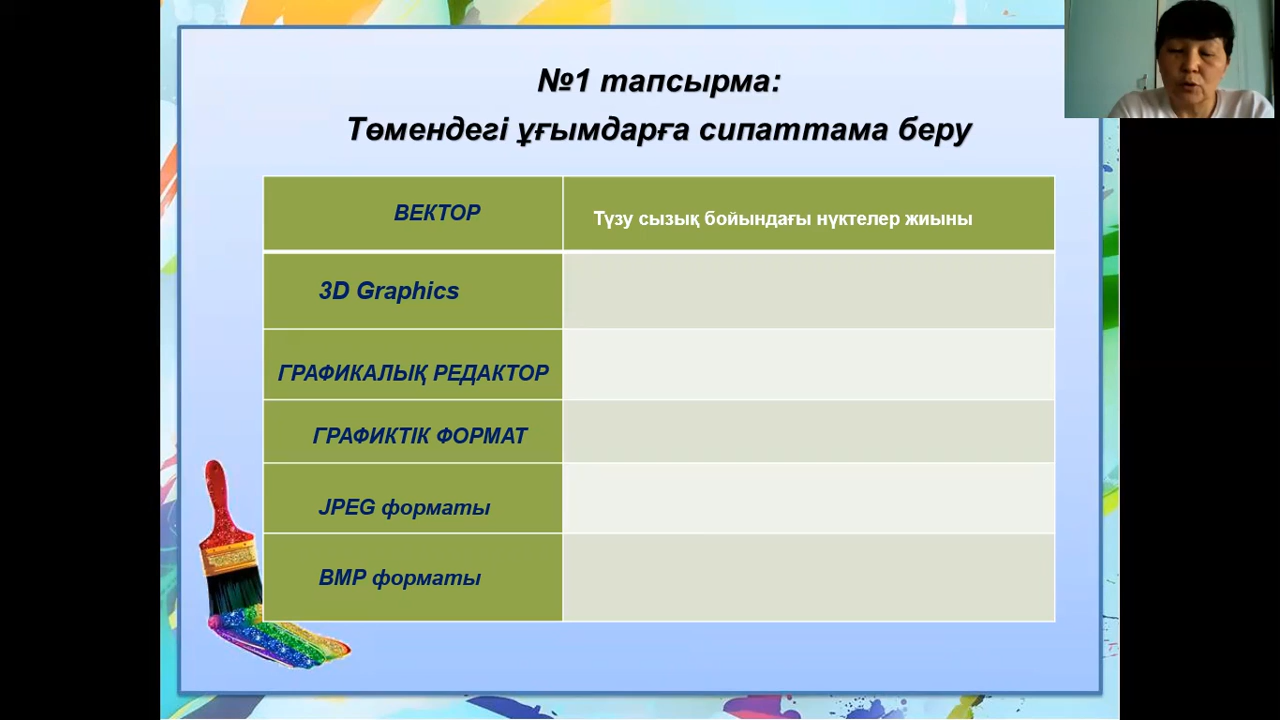 №1 тапсырма:
Төмендегі ұғымдарға сипаттама беру
ВЕКТОР
Түзу сызық бойындағы нүктелер жиыны
3D Graphics
ГРАФИКАЛЫҚ РЕДАКТОР
ГРАФИКТІК ФОРМАТ
JPEG форматы
BMP форматы